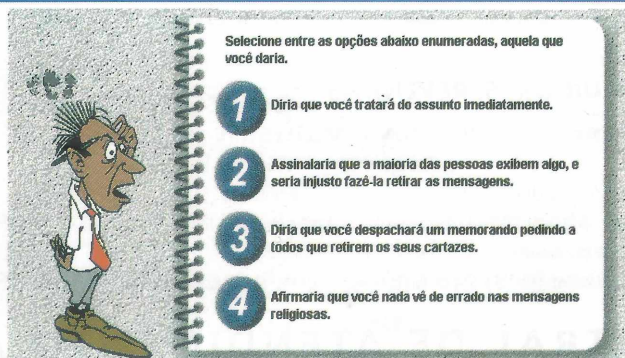 Selecione entre as opções abaixo enumeradas, aquela que
você daria.
1
Diria que você tratará do assunto imediatamente.
2
Assinalaria que a maioria das pessoas exibem algo, e
seria injusto fazê-la retirar as mensagens.
3
Diria que você despachará um memorando pedindo a
todos que retirem os seus cartazes.
4
Afirmaria que você nada vê de errado nas mensagens
religiosas.